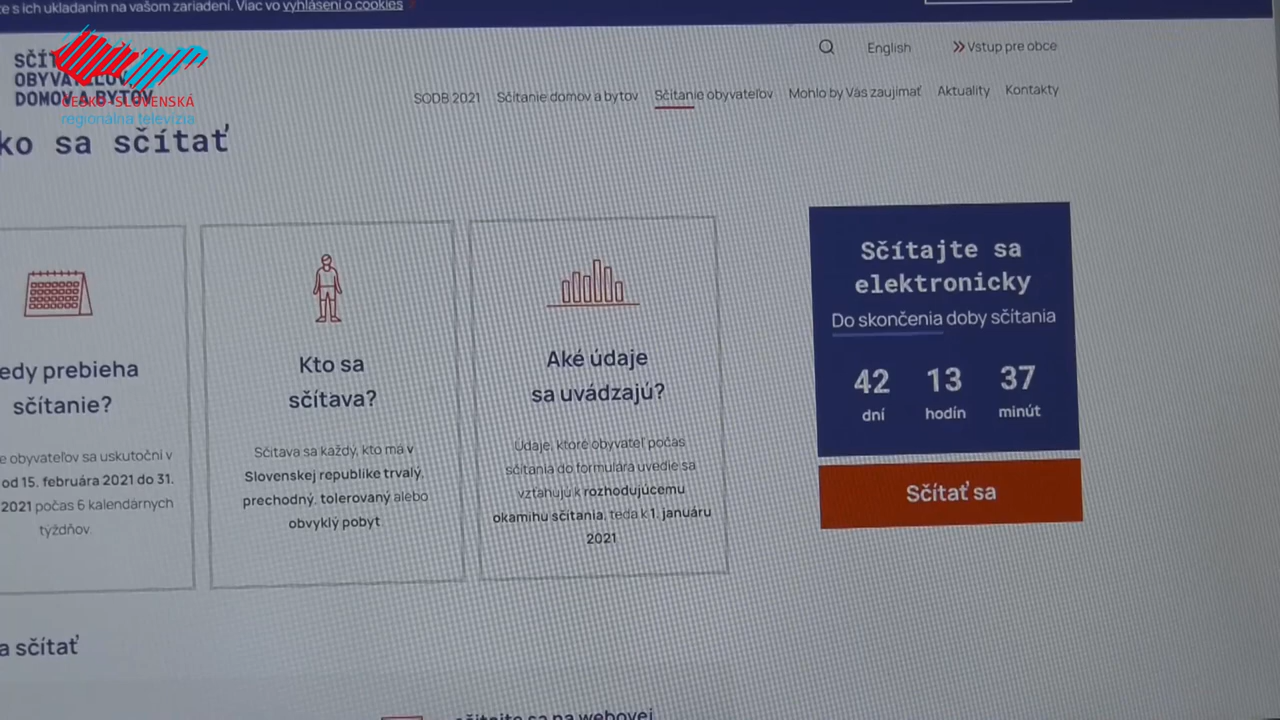 e s ich ukladaním na vašom zariadení. Viac vo vyhlásení o cookies
OBYVATEĽOV
DOMOV A BYTOV
ČESKO-SLOVENSKÁ
regionálna televízia
English
Vstup pre obce
SODB 2021 Sčítanie domov a bytov Sčítanie obyvateľov Mohlo by Vás zaujímať Aktuality Kontakty
ko sa sčítať
edy prebieha
sčítanie?
e obyvateľov sa uskutoční v
od 15. februára 2021 do 31.
2021 počas 6 kalendárnych
týždňov.
Kto sa
sčítava?
Sčítava sa každý, kto má v
Slovenskej republike trvalý,
prechodný, tolerovaný alebo
obvyklý pobyt
Aké údaje
sa uvádzajú?
Údaje, ktoré obyvateľ počas
sčítania do formulára uvedie sa
vzťahujú k rozhodujúcemu
okamihu sčítania, teda k 1. januáru
2021
Sčítajte sa
elektronicky
Do skončenia doby sčítania
42 13 37
dní hodín minút
Sčítať sa
a sčítať
sčítajte sa na webovej